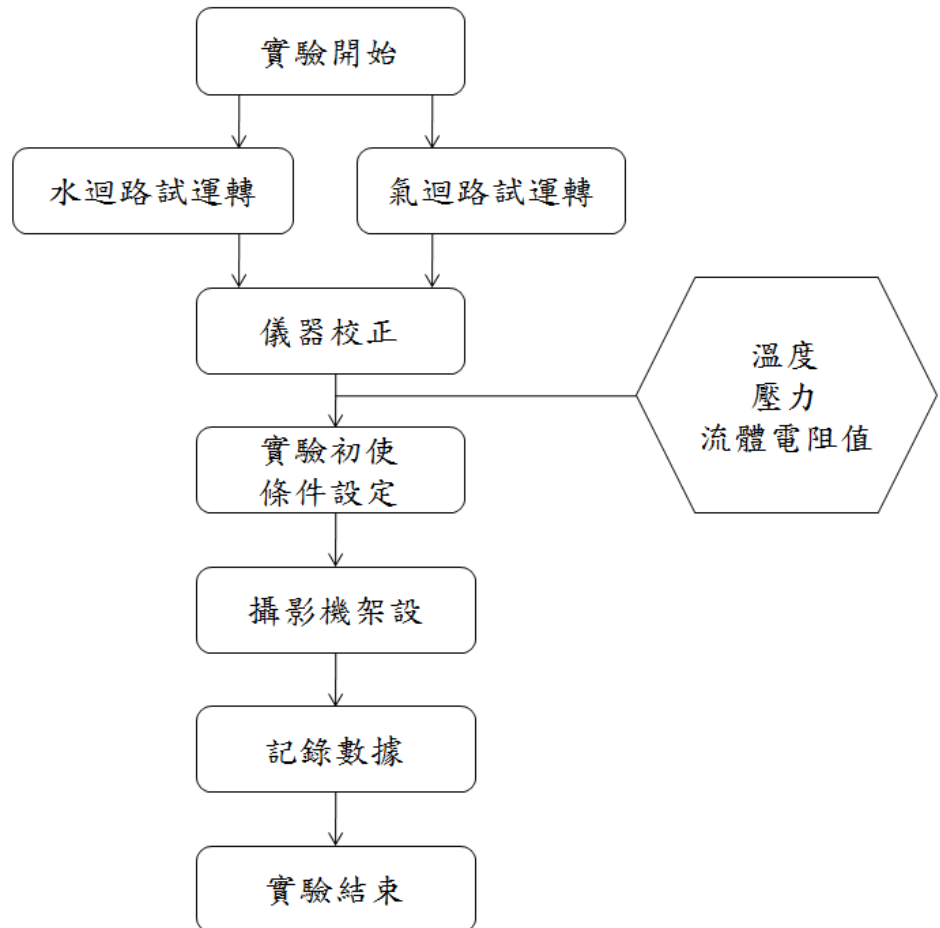 實驗開始
水迴路試運轉
氣迴路試運轉
儀器校正
溫度
壓力
流體電阻值
實驗初使
條件設定
攝影機架設
記錄數據
實驗結束